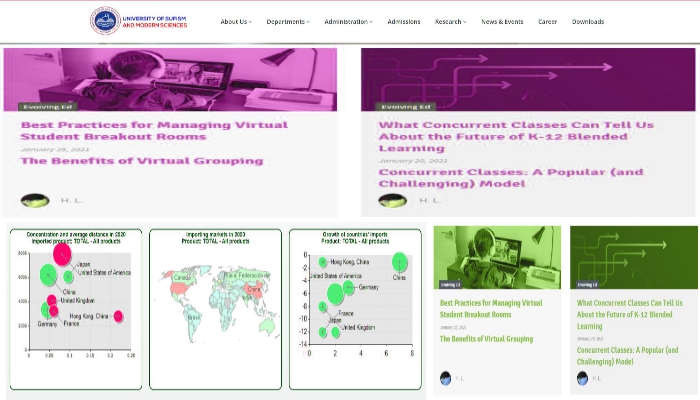 UNIVERSITY OF SUFISM
AND MODERN SCIENCES
About Us
Departments
Administration
Admissions
Research
News & Events
Career
Downloads
Evolving Ed
Best Practices for Managing Virtual
Student Breakout Rooms
January 25, 2021
The Benefits of Virtual Grouping
H. L.
Evolving Ed
What Concurrent Classes Can Tell Us
About the Future of K-12 Blended
Learning
January 20, 2021
Concurrent Classes: A Popular (and
Challenging) Model
H. L.
Concentration and average distance in 2020
Imported product: TOTAL - All products
8000
6000
4000
2000
0
Japan
United States of America
China
United Kingdom
Hong Kong, China
Germany
France
0 0.05 0.1 0.15 0.2 0.25
Importing markets in 2020
Product: TOTAL - All products
Canada
China
Brazil
Growth of countries' imports
Product: TOTAL - All products
0
-2
-4
-6
-8
-10
-12
-14
Hong Kong, China
China
United States of America
Germany
France
Japan
United Kingdom
0 2 4 6 8
Evolving Ed
Best Practices for Managing Virtual
Student Breakout Rooms
January 25, 2021
The Benefits of Virtual Grouping
Evolving Ed
What Concurrent Classes Can Tell Us
About the Future of K-12 Blended
Learning
Concurrent Classes: A Popular (and
Challenging) Model